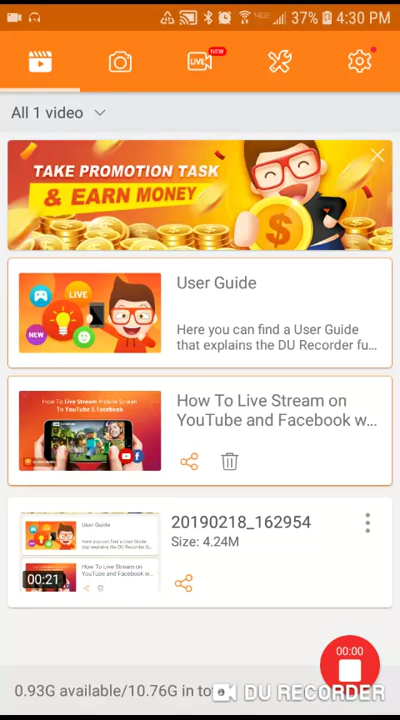 37% 4:30 PM
LIVE NEW
All 1 video
TAKE PROMOTION TASK
& EARN MONEY
$
LIVE
NEW
User Guide
Here you can find a User Guide
that explains the DU Recorder fu...
How To Live Stream Mobile Screen
To YouTube & Facebook
How To Live Stream on
YouTube and Facebook w...
User Guide
Here you can find a User Guide
that explains the DU Recorder fu...
How To Live Stream on
YouTube and Facebook w...
00:21
20190218_162954
Size: 4.24M
00:00
0.93G available/10.76G in to
DU RECORDER